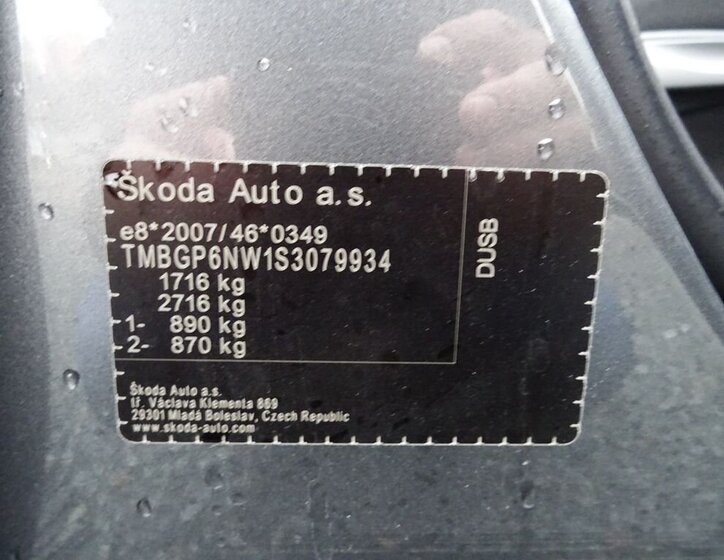 Škoda Auto a.s.
e8*2007/46*0349
TMBGP6NW1S3079934
1716 kg
2716 kg
1- 890 kg
2- 870 kg
DUSB
Škoda Auto a.s.
tř. Václava Klementa 869
29301 Mladá Boleslav, Czech Republic
www.skoda-auto.com